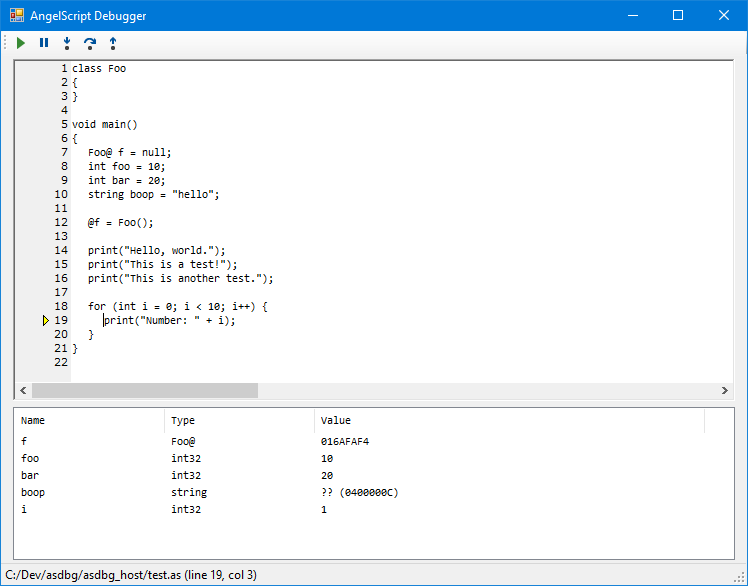 AngelScript Debugger
1 class Foo
2 {
3 }
4
5 void main()
6 {
7 Foo@ f = null;
8 int foo = 10;
9 int bar = 20;
10 string boop = "hello";
11
12 @f = Foo();
13
14 print("Hello, world.");
15 print("This is a test!");
16 print("This is another test.");
17
18 for (int i = 0; i < 10; i++) {
19 print("Number: " + i);
20 }
21 }
22
Name Type Value
f Foo@ 016AFAF4
foo int32 10
bar int32 20
boop string ?? (0400000C)
i int32 1
C:/Dev/asdbg/asdbg_host/test.as (line 19, col 3)